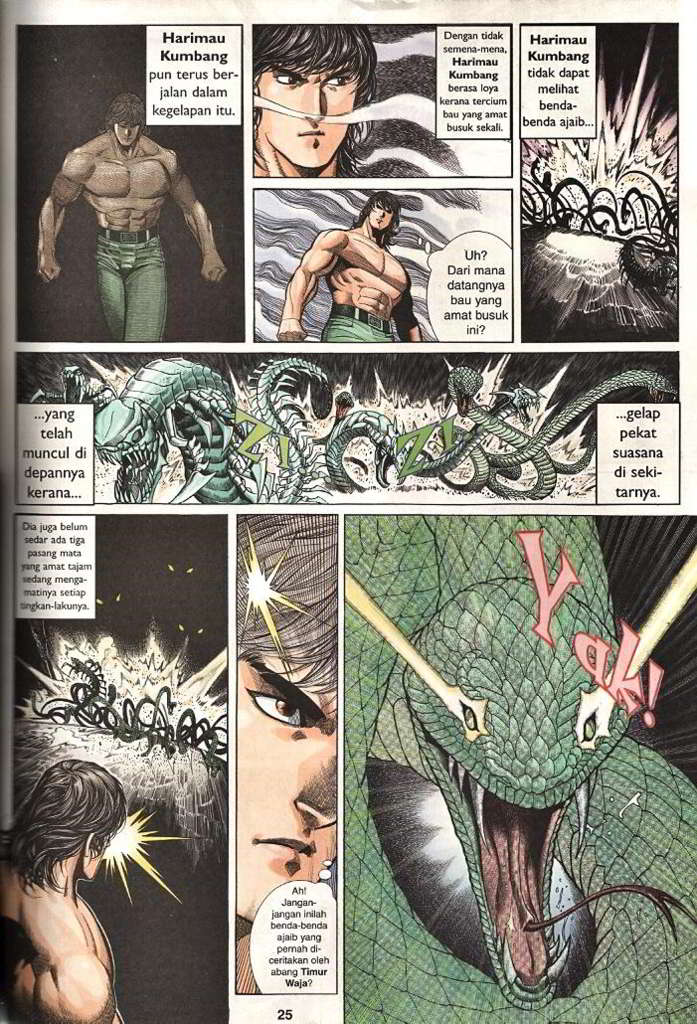 Harimau
Kumbang
pun terus ber-
jalan dalam
kegelapan itu.
Dengan tidak
semena-mena,
Harimau
Kumbang
berasa loya
kerana tercium
bau yang amat
busuk sekali.
Uh?
Dari mana
datangnya
bau yang
amat busuk
ini?
Harimau
Kumbang
tidak dapat
melihat
benda-
benda ajaib...
...yang
telah
muncul di
depannya
kerana...
ZI
ZI
...gelap
pekat
suasana
di seki-
tarnya.
Dia juga belum
sedar ada tiga
pasang mata
yang amat tajam
sedang menga-
matinya setiap
tingkan-lakunya.
Ah!
Jangan-
jangan inilah
benda-benda
ajaib yang
pernah di-
ceritakan oleh
abang Timur
Waja?
Yak!
25